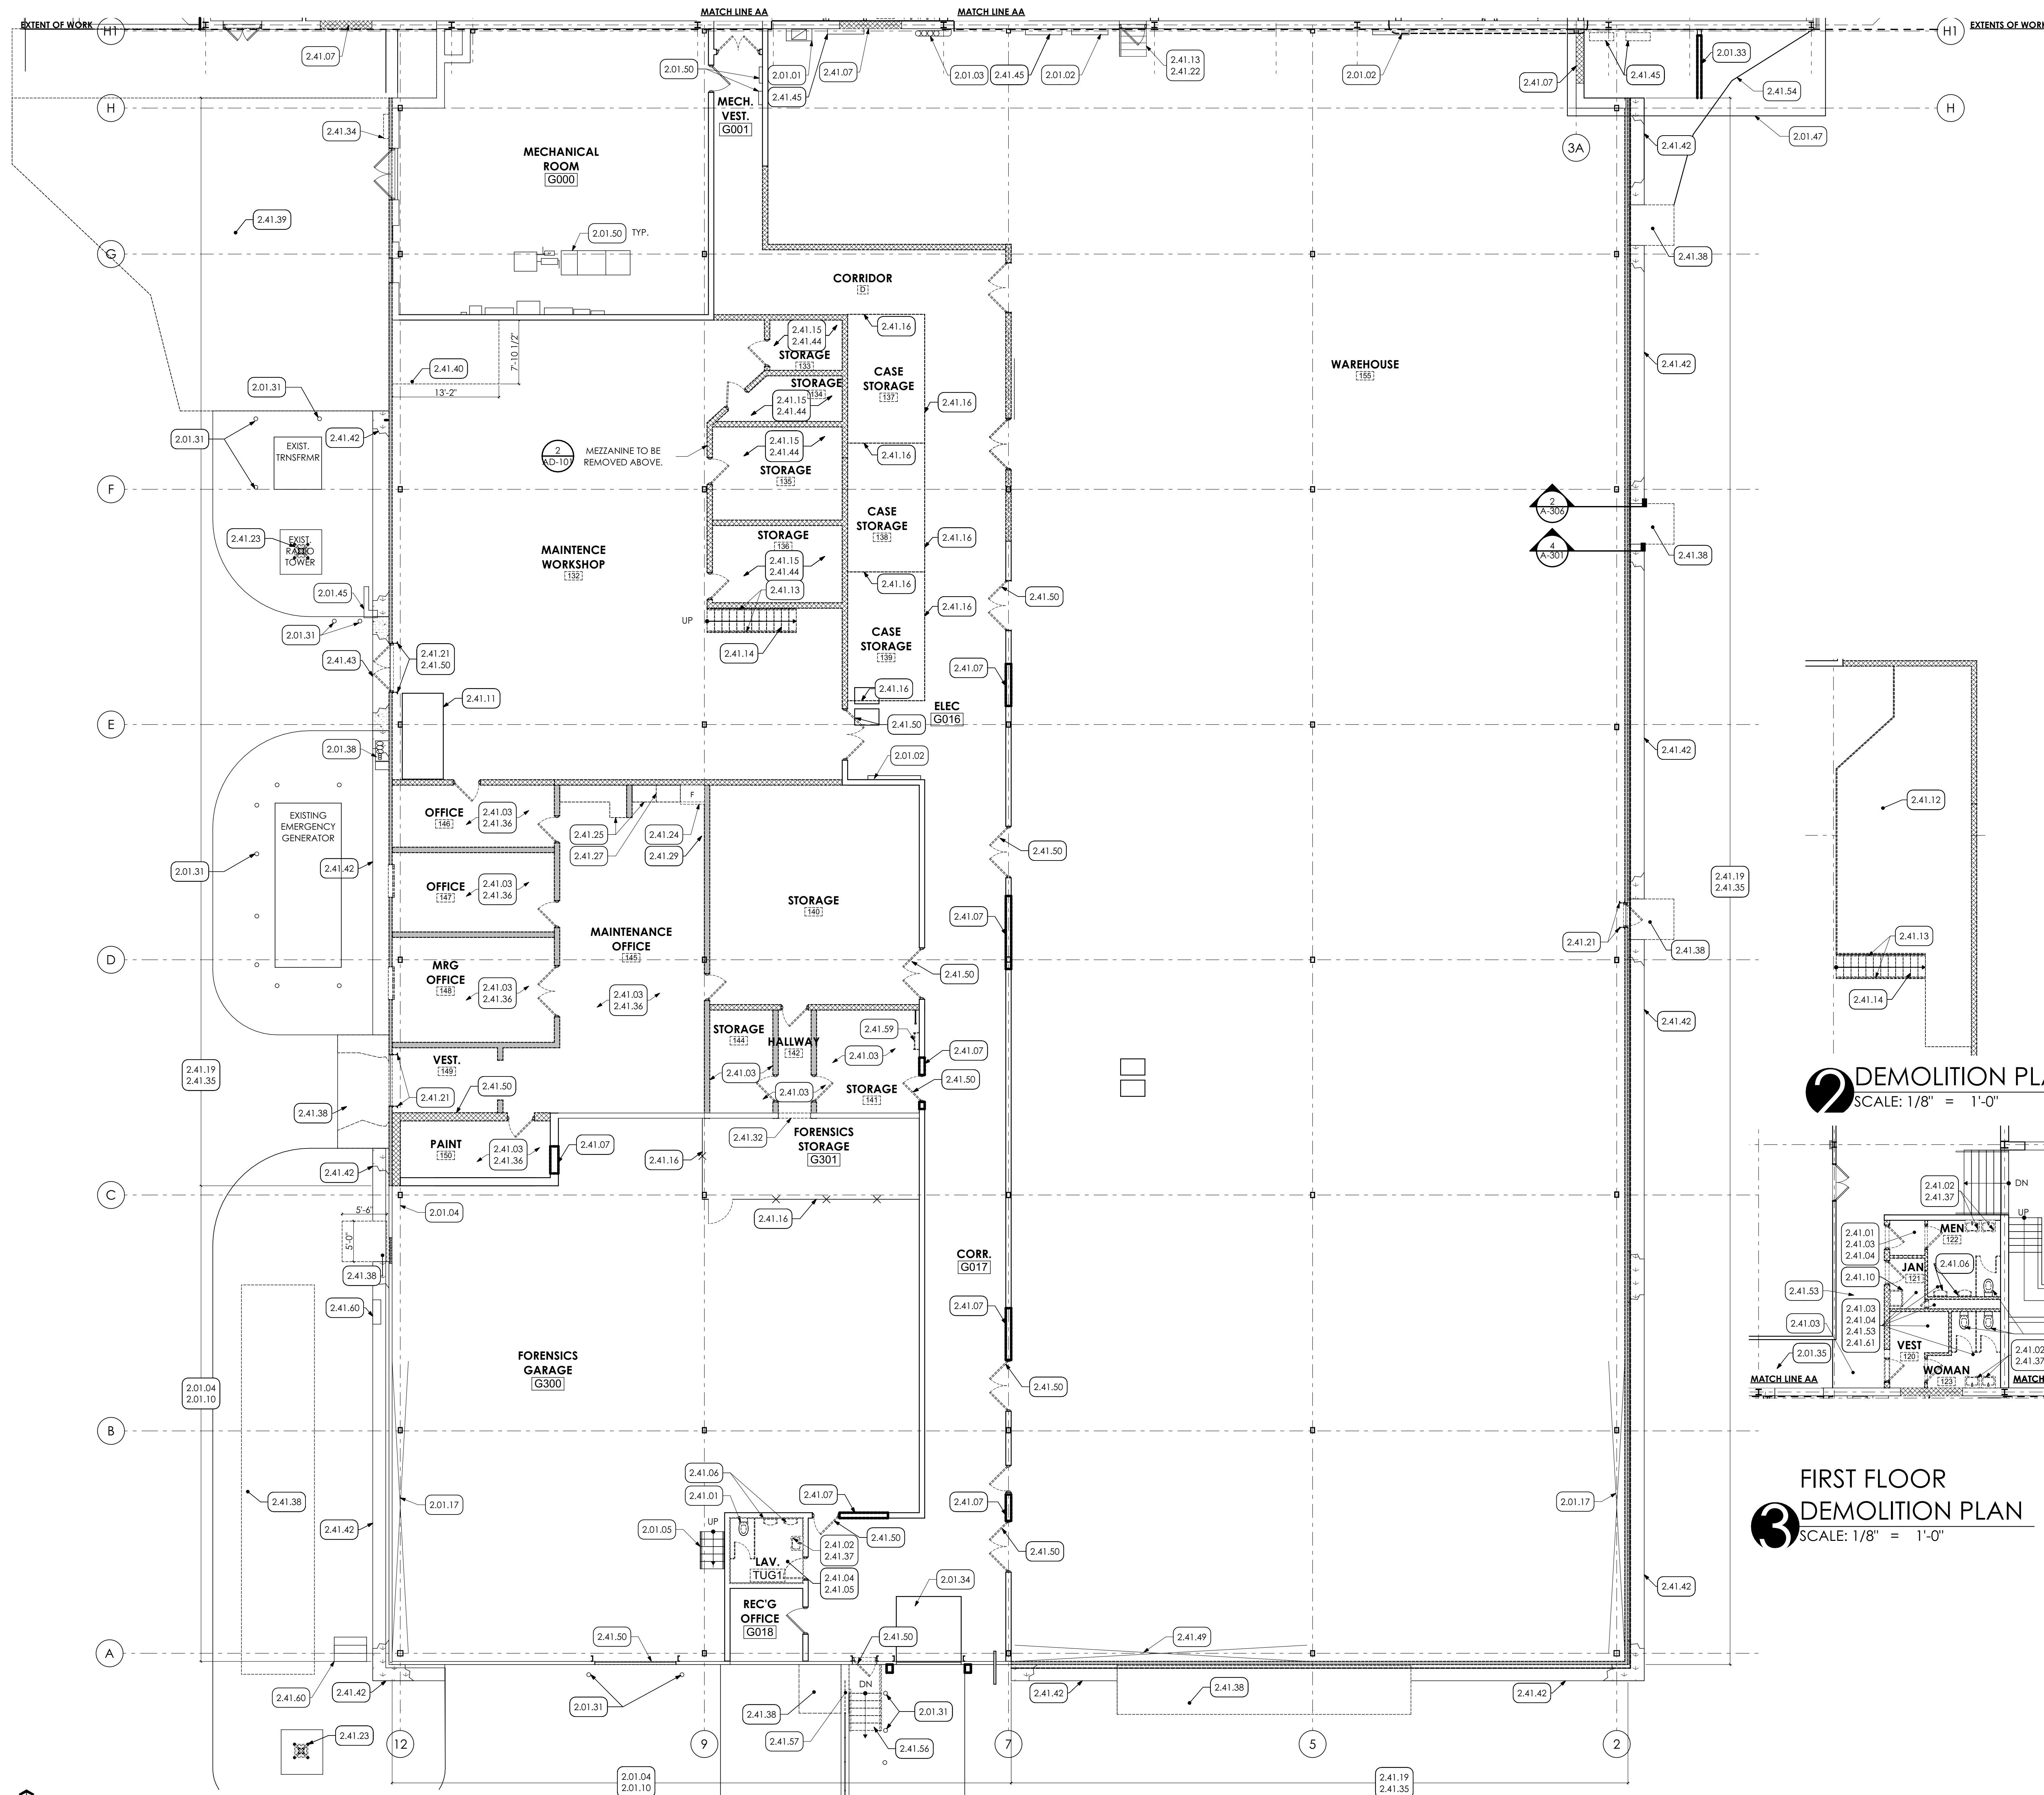 MATCH LINE AA
MATCH LINE AA
EXTENT OF WORK
H1
H1
EXTENTS OF WORK
2.41.07
2.01.50
2.01.01
2.41.07
2.41.45
2.01.03
2.41.45
2.01.02
2.41.13
2.41.22
2.01.02
2.41.07
2.41.45
2.01.33
2.41.54
H
H
2.41.34
MECH.
VEST.
G001
3A
2.41.42
2.01.47
MECHANICAL
ROOM
G000
2.41.39
2.01.50
TYP.
G
CORRIDOR
D
2.41.38
2.41.15
2.41.44
STORAGE
133
2.41.16
7'-10 1/2"
2.41.40
13'-2"
STORAGE
134
2.41.15
2.41.44
CASE
STORAGE
137
2.41.16
WAREHOUSE
155
2.41.42
2.01.31
2.01.31
EXIST.
TRNSFRMR
2.41.42
2
AD-101
MEZZANINE TO BE
REMOVED ABOVE.
2.41.15
2.41.44
STORAGE
135
2.41.16
F
CASE
STORAGE
138
2
A-306
4
A-301
2.41.38
2.41.23
EXIST.
RADIO
TOWER
STORAGE
136
2.41.15
2.41.44
2.41.13
2.41.16
2.41.16
2.41.16
MAINTENCE
WORKSHOP
132
2.01.45
2.01.31
2.41.50
UP
2.41.14
CASE
STORAGE
139
2.41.43
2.41.21
2.41.50
2.41.11
2.41.07
2.41.16
ELEC
G016
2.41.50
E
2.01.38
2.01.02
2.41.42
EXISTING
EMERGENCY
GENERATOR
OFFICE
146
2.41.03
2.41.36
2.41.25
2.41.24
2.41.27
2.41.29
F
2.41.50
2.41.12
2.01.31
2.41.42
OFFICE
147
2.41.03
2.41.36
STORAGE
140
2.41.07
2.41.19
2.41.35
MAINTENANCE
OFFICE
145
2.41.21
2.41.38
2.41.13
D
MRG
OFFICE
148
2.41.03
2.41.36
2.41.03
2.41.36
2.41.50
2.41.14
2.41.42
STORAGE
144
HALLWAY
142
2.41.59
2.41.03
2.41.07
2.41.03
2.41.03
STORAGE
141
2.41.50
2.41.19
2.41.35
VEST.
149
2.41.50
2.41.21
2.41.38
2
DEMOLITION PLA
SCALE: 1/8" = 1'-0"
PAINT
150
2.41.03
2.41.36
2.41.07
2.41.32
FORENSICS
STORAGE
G301
2.41.16
2.41.42
C
2.01.04
2.41.16
5'-6"
5'-0"
2.41.38
2.41.60
CORR.
G017
2.41.07
2.41.02
2.41.37
DN
UP
MEN
122
2.41.01
2.41.03
2.41.04
JAN
121
2.41.06
2.41.10
2.41.53
2.41.03
2.41.04
2.41.53
2.41.61
2.41.03
VEST
120
WOMAN
123
2.41.02
2.41.37
2.01.35
MATCH LINE AA
MATCH
FORENSICS
GARAGE
G300
2.41.50
2.01.04
2.01.10
B
2.41.06
2.41.01
2.41.07
2.41.07
2.01.17
2.01.17
2.41.38
2.41.42
2.01.05
UP
2.41.50
2.41.02
2.41.37
LAV.
TUG1
2.41.04
2.41.05
2.41.50
2.01.34
2.41.42
FIRST FLOOR
3
DEMOLITION PLAN
SCALE: 1/8" = 1'-0"
REC'G
OFFICE
G018
A
2.41.50
2.41.50
2.41.49
2.41.60
2.41.42
2.01.31
2.41.38
DN
2.01.31
2.41.57
2.41.56
2.41.42
2.41.38
2.41.42
2.41.23
12
9
7
5
2
2.01.04
2.01.10
2.41.19
2.41.35